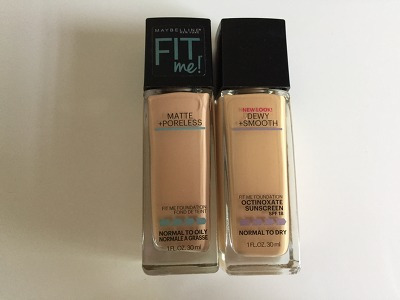 MAYBELLINE
NEW YORK
FIT
me!
MATTE
+PORELESS
FIT ME FOUNDATION
FOND DE TEINT
NORMAL TO OILY
NORMALE À GRASSE
1 FL.OZ. 30 ml
NEW LOOK!
DEWY
+SMOOTH
FIT ME FOUNDATION
OCTINOXATE
SUNSCREEN
SPF 18
NORMAL TO DRY
1 FL.OZ. 30 ml